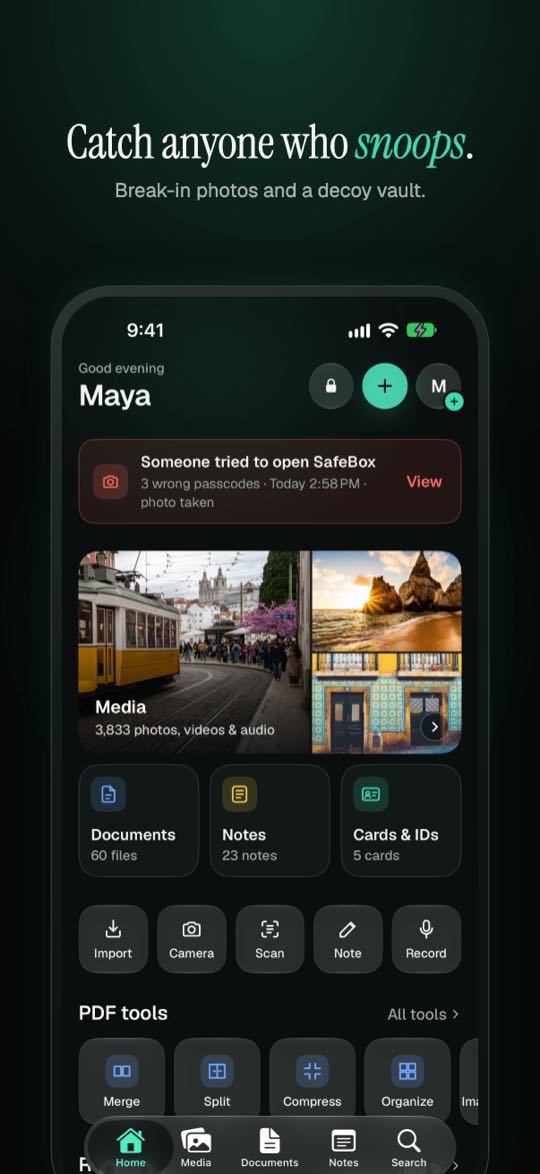 Catch anyone who snoops.
Break-in photos and a decoy vault.
9:41
Good evening
Maya
M
Someone tried to open SafeBox
3 wrong passcodes · Today 2:58 PM ·
photo taken
View
Media
3,833 photos, videos & audio
Documents
60 files
Notes
23 notes
Cards & IDs
5 cards
Import
Camera
Scan
Note
Record
PDF tools
All tools
Merge
Split
Compress
Organize
Home
Media
Documents
Notes
Search